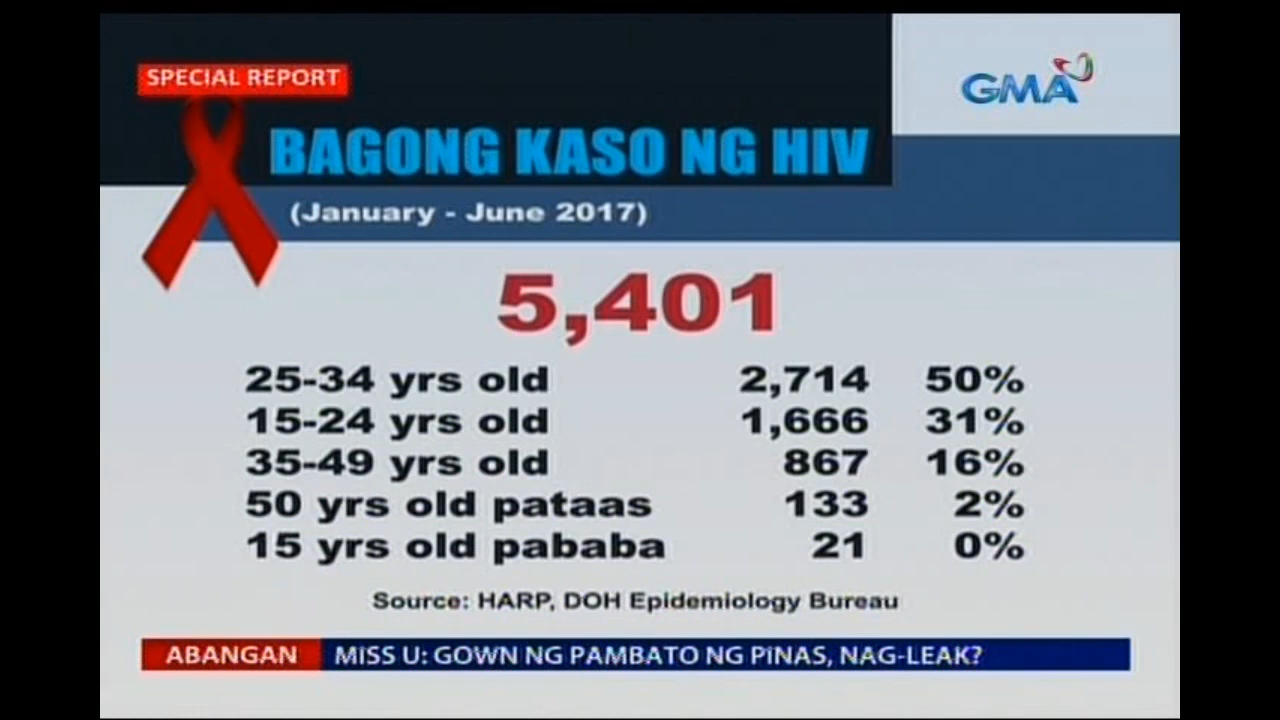 SPECIAL REPORT
GMA
BAGONG KASO NG HIV
(January - June 2017)
5,401
25-34 yrs old 2,714 50%
15-24 yrs old 1,666 31%
35-49 yrs old 867 16%
50 yrs old pataas 133 2%
15 yrs old pababa 21 0%
Source: HARP, DOH Epidemiology Bureau
ABANGAN MISS U: GOWN NG PAMBATO NG PINAS, NAG-LEAK?